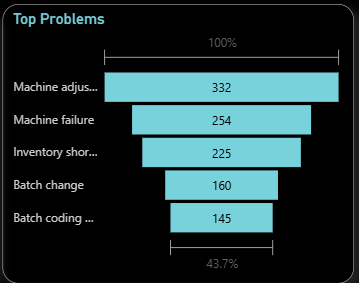 Top Problems
100%
Machine adjus... 332
Machine failure 254
Inventory shor... 225
Batch change 160
Batch coding ... 145
43.7%